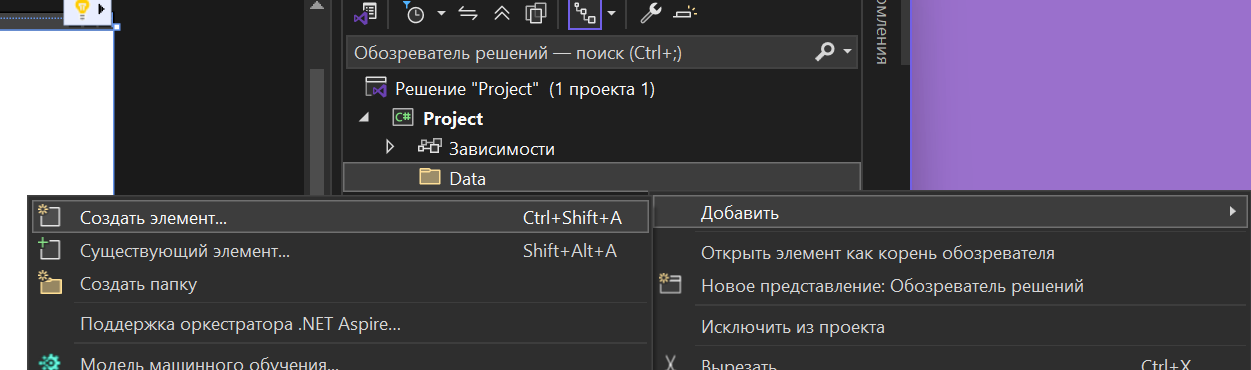 Обозреватель решений — поиск (Ctrl+;)
Решение "Project" (1 проекта 1)
C# Project
Зависимости
Data
Создать элемент... Ctrl+Shift+A
Существующий элемент... Shift+Alt+A
Создать папку
Поддержка оркестратора .NET Aspire...
Модель машинного обучения...
Добавить
Открыть элемент как корень обозревателя
Новое представление: Обозреватель решений
Исключить из проекта
Вырезать Ctrl+X